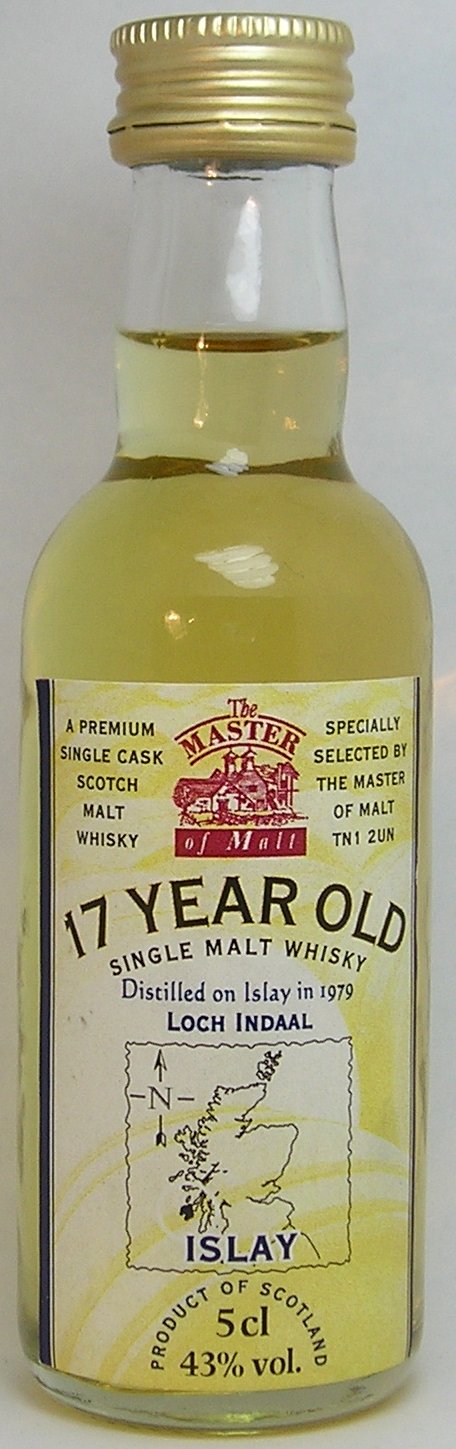 The
MASTER
of Malt
A PREMIUM
SINGLE CASK
SCOTCH
MALT
WHISKY
SPECIALLY
SELECTED BY
THE MASTER
OF MALT
TN1 2UN
17 YEAR OLD
SINGLE MALT WHISKY
Distilled on Islay in 1979
LOCH INDAAL
-N-
ISLAY
PRODUCT OF SCOTLAND
5 cl
43% vol.